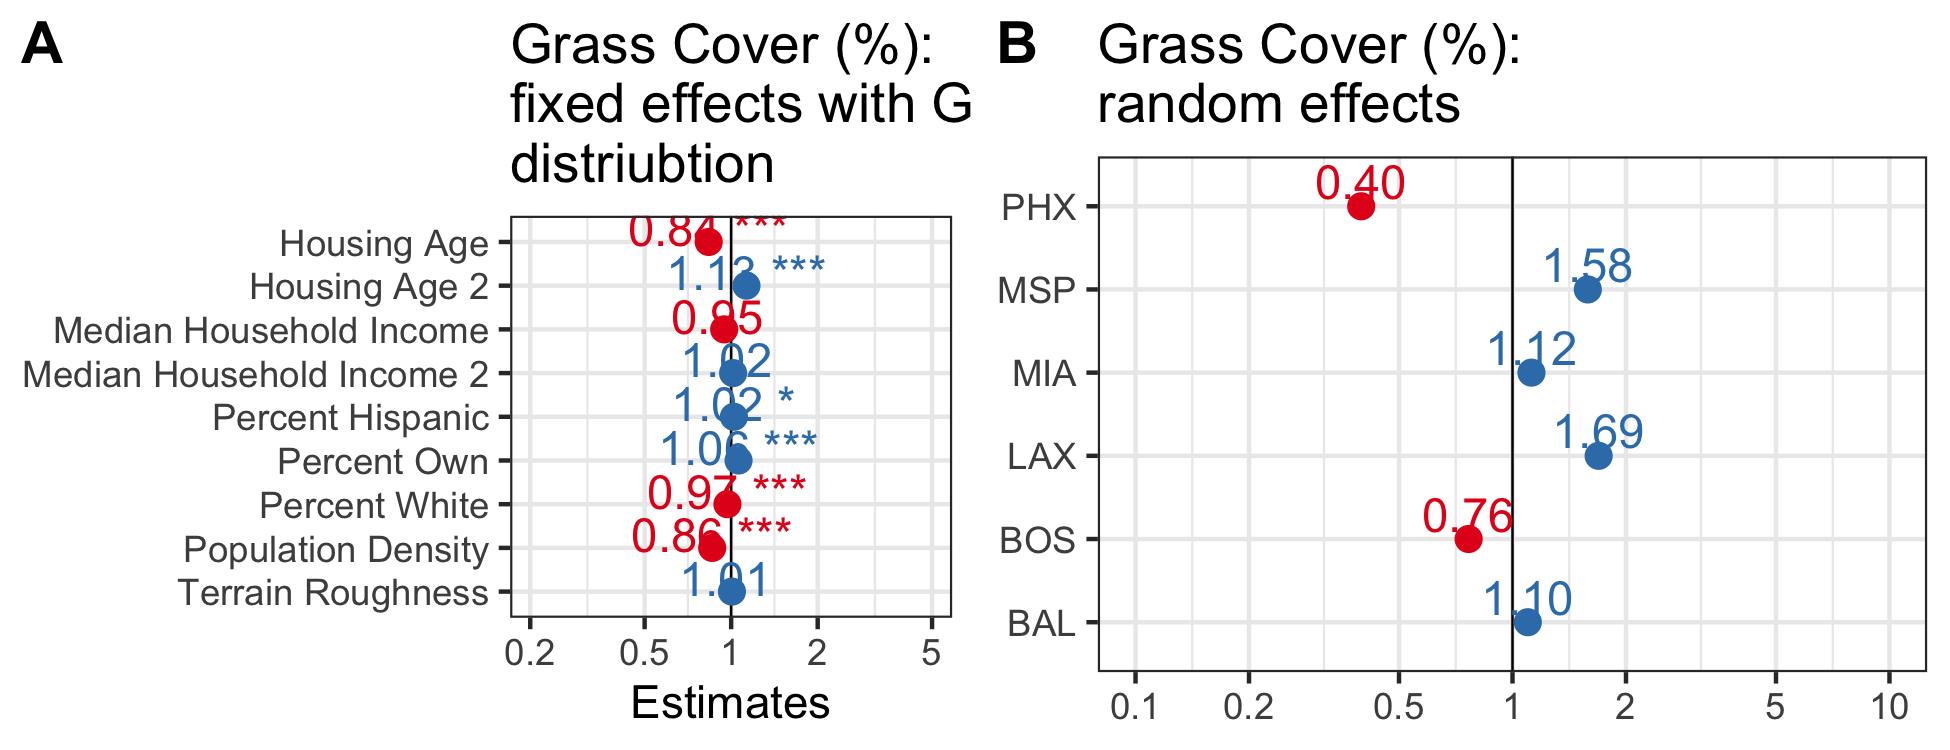 A
Grass Cover (%):
fixed effects with G
distriubtion
Housing Age
Housing Age 2
Median Household Income
Median Household Income 2
Percent Hispanic
Percent Own
Percent White
Population Density
Terrain Roughness
0.84 ***
1.13 ***
0.95
1.02
1.02 *
1.06 ***
0.97 ***
0.86 ***
1.01
0.2 0.5 1 2 5
Estimates
B
Grass Cover (%):
random effects
PHX
MSP
MIA
LAX
BOS
BAL
0.40
1.58
1.12
1.69
0.76
1.10
0.1 0.2 0.5 1 2 5 10